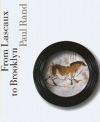 From Lascaux
to Brooklyn
Paul Rand